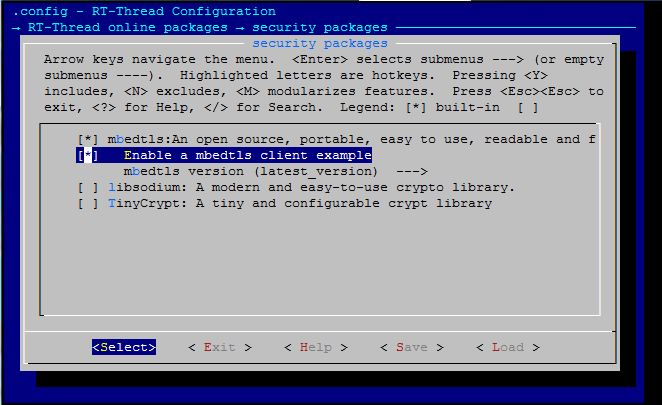 .config - RT-Thread Configuration
→ RT-Thread online packages → security packages
security packages
Arrow keys navigate the menu.  <Enter> selects submenus ---> (or empty
submenus ----).  Highlighted letters are hotkeys.  Pressing <Y>
includes, <N> excludes, <M> modularizes features.  Press <Esc><Esc> to
exit, <?> for Help, </> for Search.  Legend: [*] built-in  [ ]
[*] mbedtls:An open source, portable, easy to use, readable and f
[*]   Enable a mbedtls client example
mbedtls version (latest_version)  --->
[ ] libsodium: A modern and easy-to-use crypto library.
[ ] TinyCrypt: A tiny and configurable crypt library
<Select>    < Exit >    < Help >    < Save >    < Load >